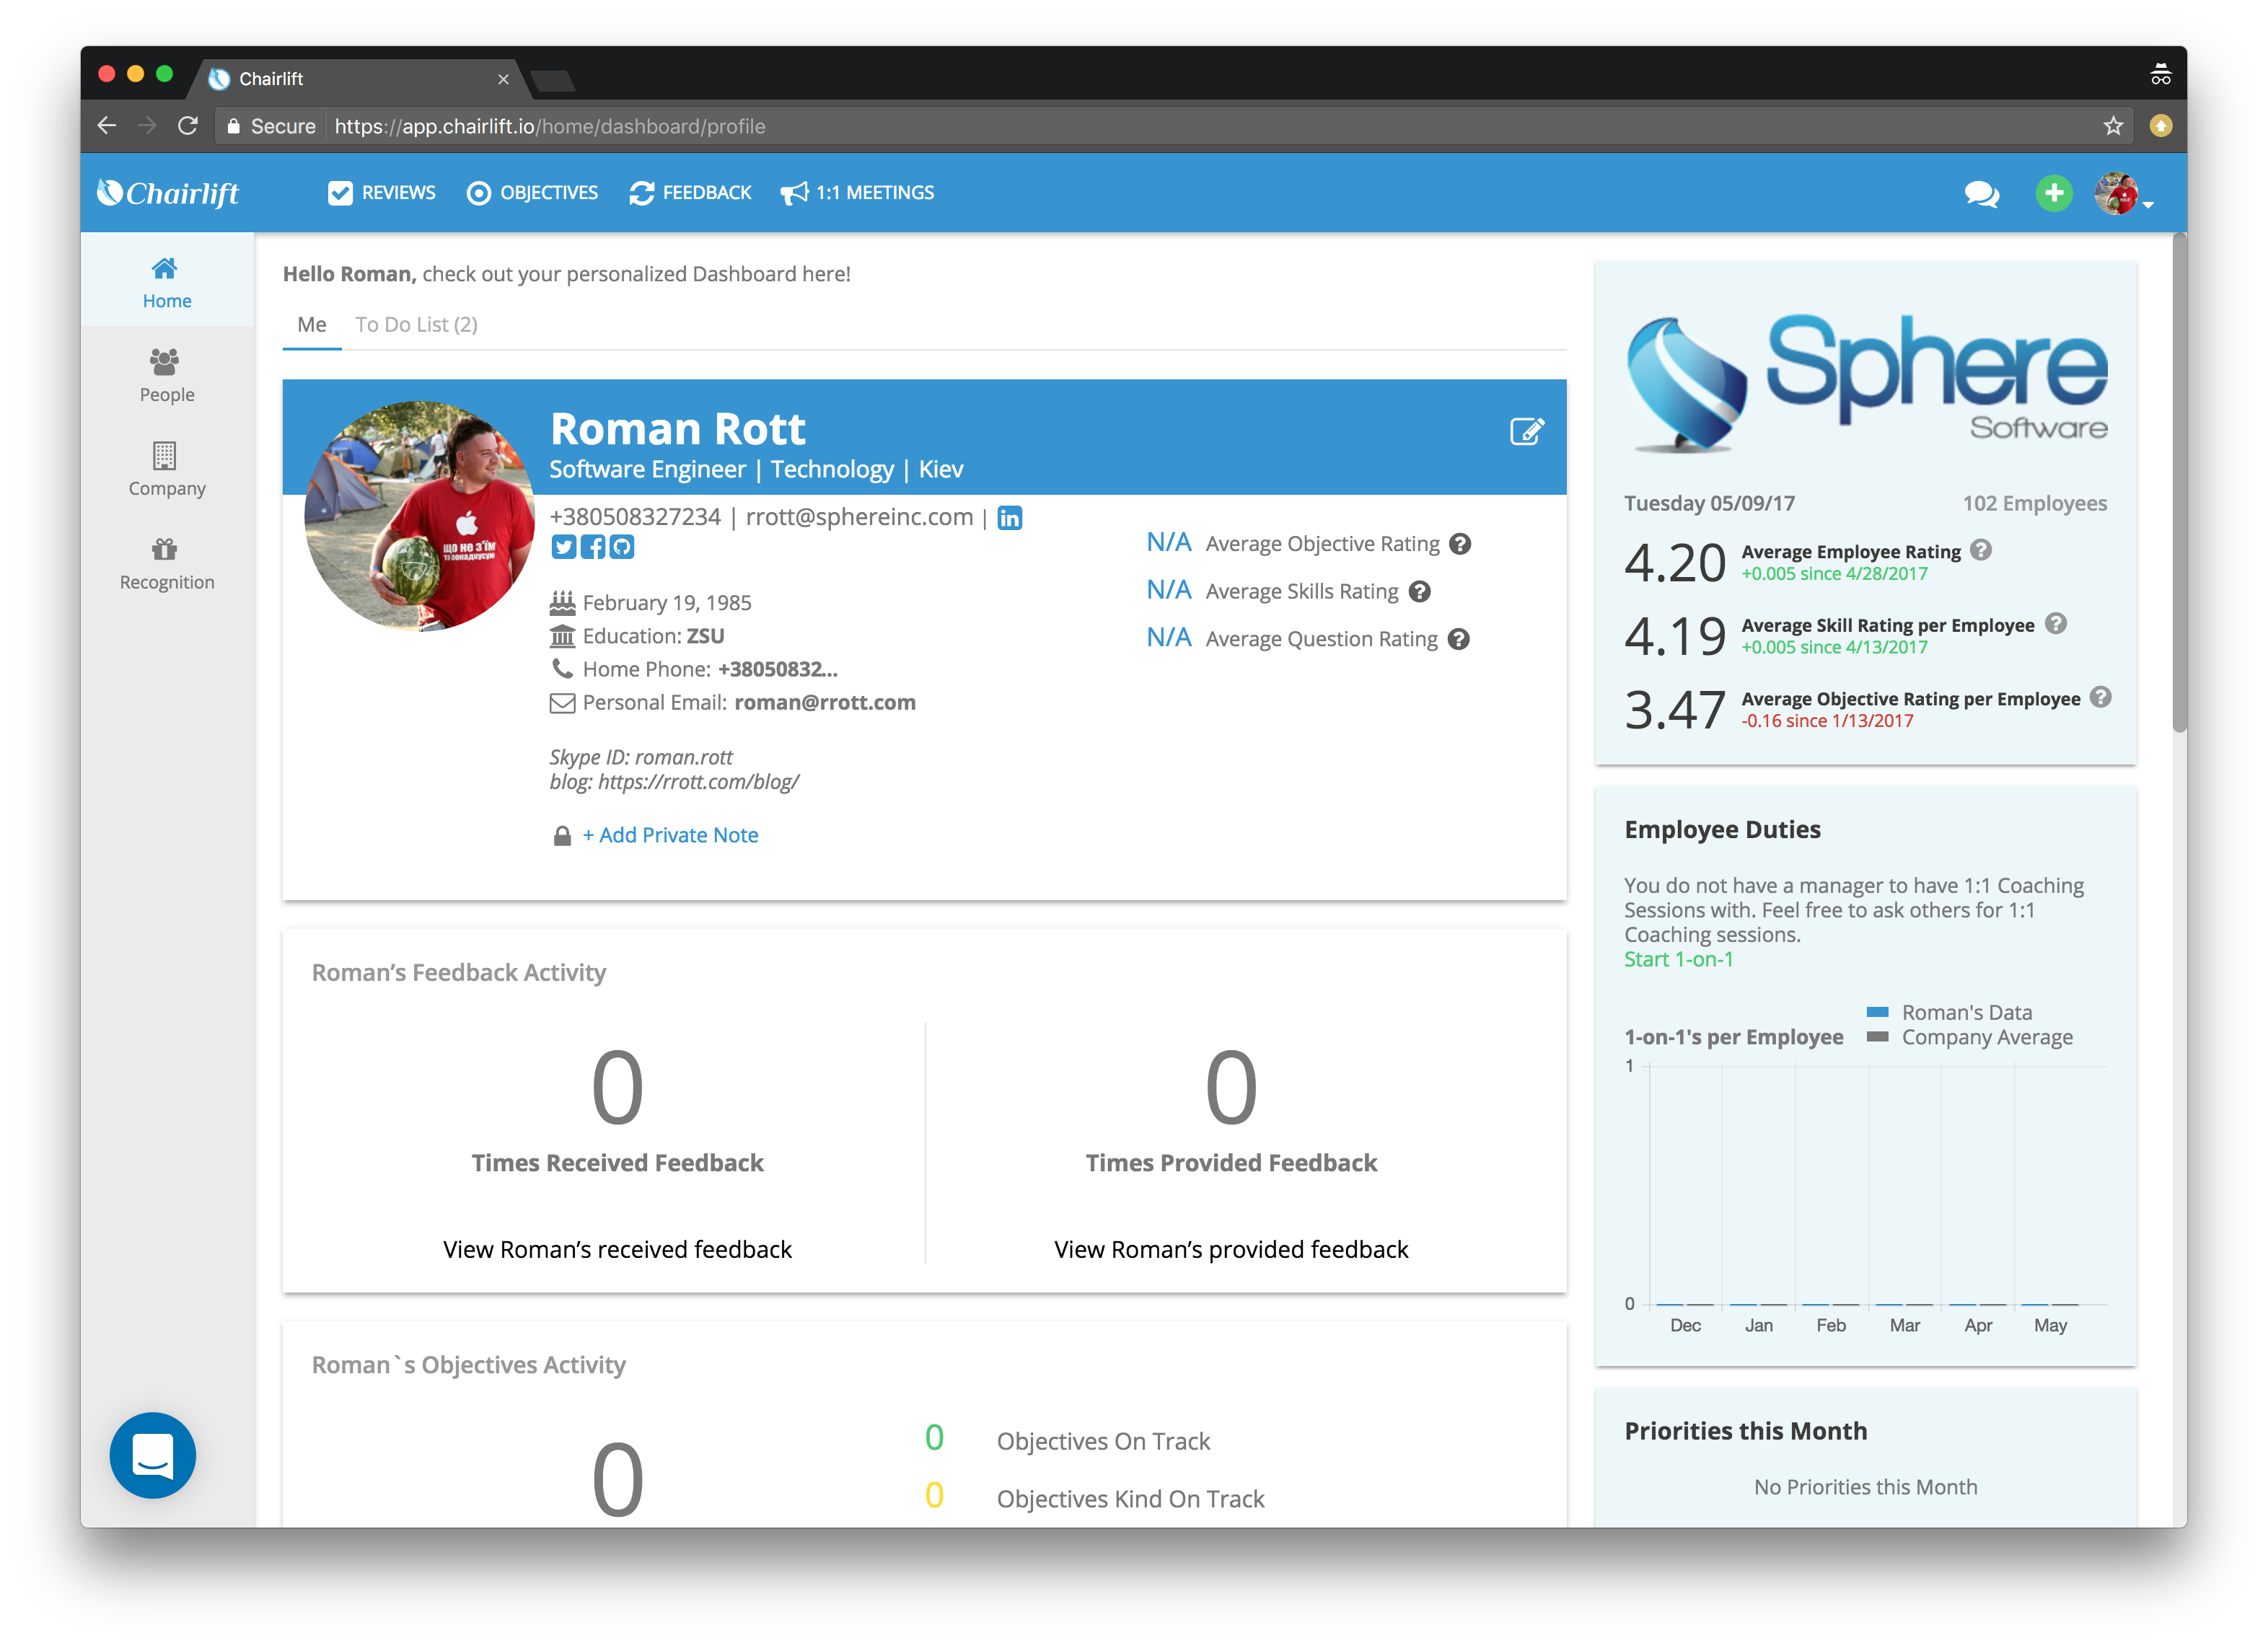 Chairlift
Secure
https://app.chairlift.io/home/dashboard/profile
Chairlift
REVIEWS
OBJECTIVES
FEEDBACK
1:1 MEETINGS
Home
People
Company
Recognition
Hello Roman, check out your personalized Dashboard here!
Me
To Do List (2)
Roman Rott
Software Engineer | Technology | Kiev
+380508327234 | rrott@sphereinc.com |
ЩО НЕ З'ЇМ
ТО ПОНАДКУСУЮ
February 19, 1985
Education: ZSU
Home Phone: +38050832...
Personal Email: roman@rrott.com
Skype ID: roman.rott
blog: https://rrott.com/blog/
+ Add Private Note
N/A Average Objective Rating ?
N/A Average Skills Rating ?
N/A Average Question Rating ?
Roman’s Feedback Activity
0
Times Received Feedback
View Roman’s received feedback
0
Times Provided Feedback
View Roman’s provided feedback
Roman`s Objectives Activity
0
0 Objectives On Track
0 Objectives Kind On Track
Sphere
Software
Tuesday 05/09/17
102 Employees
4.20 Average Employee Rating ?
+0.005 since 4/28/2017
4.19 Average Skill Rating per Employee ?
+0.005 since 4/13/2017
3.47 Average Objective Rating per Employee ?
-0.16 since 1/13/2017
Employee Duties
You do not have a manager to have 1:1 Coaching
Sessions with. Feel free to ask others for 1:1
Coaching sessions.
Start 1-on-1
1-on-1's per Employee
Roman's Data
Company Average
1
0
Dec Jan Feb Mar Apr May
Priorities this Month
No Priorities this Month